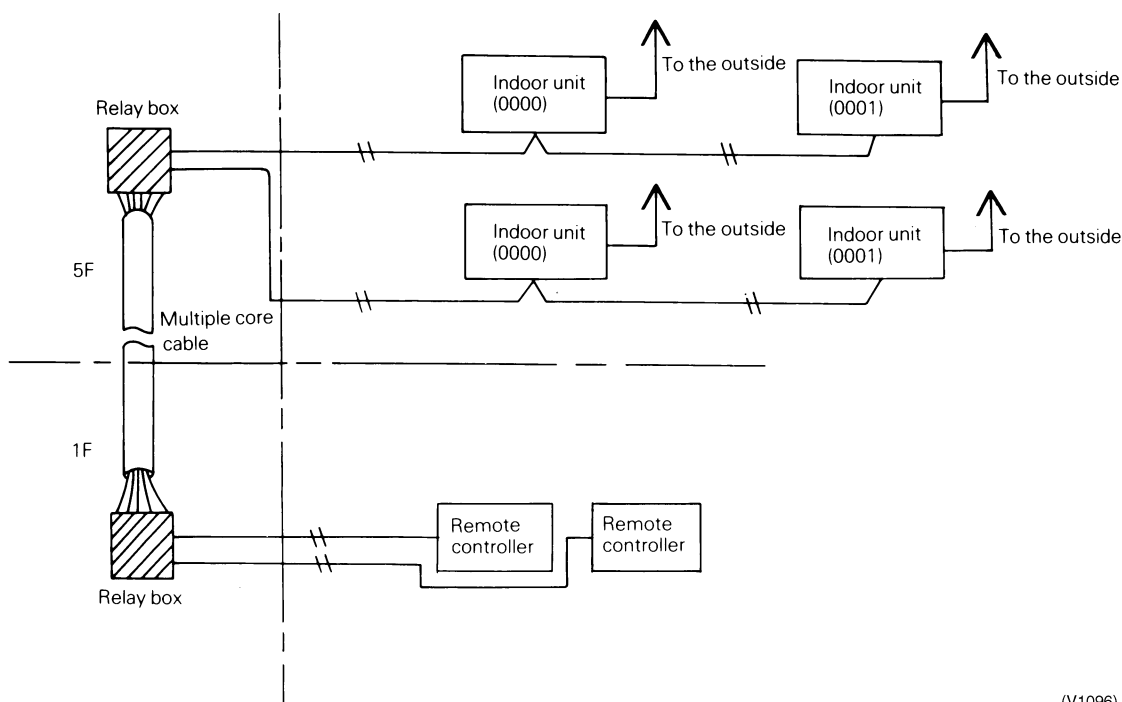 Relay box
Indoor unit
(0000)
To the outside
Indoor unit
(0001)
To the outside
Indoor unit
(0000)
To the outside
Indoor unit
(0001)
To the outside
5F
Multiple core
cable
1F
Relay box
Remote
controller
Remote
controller
(V1096)